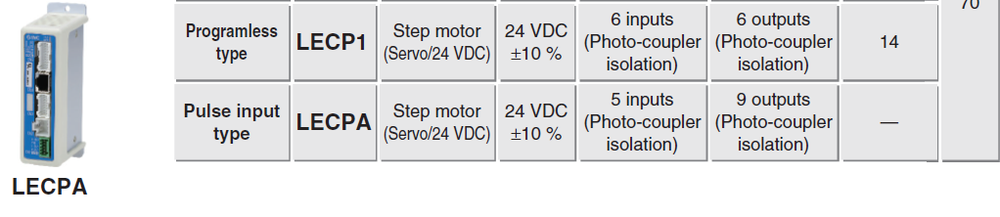 70
Programless
type
LECP1
Step motor
(Servo/24 VDC)
24 VDC
±10 %
6 inputs
(Photo-coupler
isolation)
6 outputs
(Photo-coupler
isolation)
14
Pulse input
type
LECPA
Step motor
(Servo/24 VDC)
24 VDC
±10 %
5 inputs
(Photo-coupler
isolation)
9 outputs
(Photo-coupler
isolation)
—
LECPA